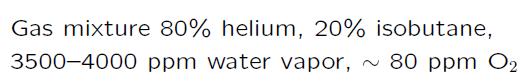 Gas mixture 80% helium, 20% isobutane,
3500–4000 ppm water vapor, ∼ 80 ppm O₂